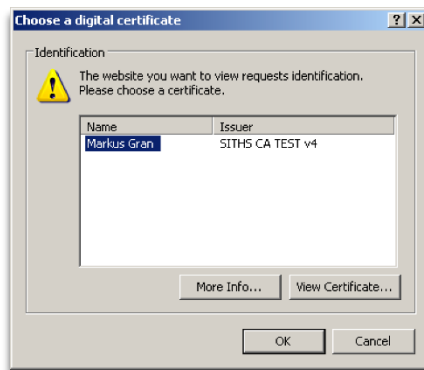 Choose a digital certificate
Identification
The website you want to view requests identification.
Please choose a certificate.
Name Issuer
Markus Gran SITHS CA TEST v4
More Info... View Certificate...
OK Cancel